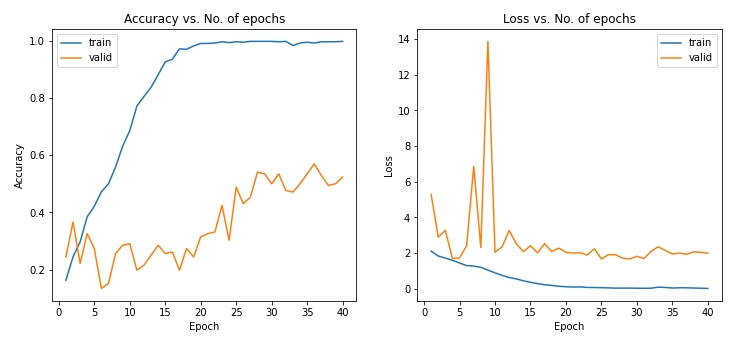 Accuracy vs. No. of epochs
train
valid
1.0
0.8
0.6
0.4
0.2
Accuracy
0 5 10 15 20 25 30 35 40
Epoch
Loss vs. No. of epochs
train
valid
14
12
10
8
6
4
2
0
Loss
0 5 10 15 20 25 30 35 40
Epoch